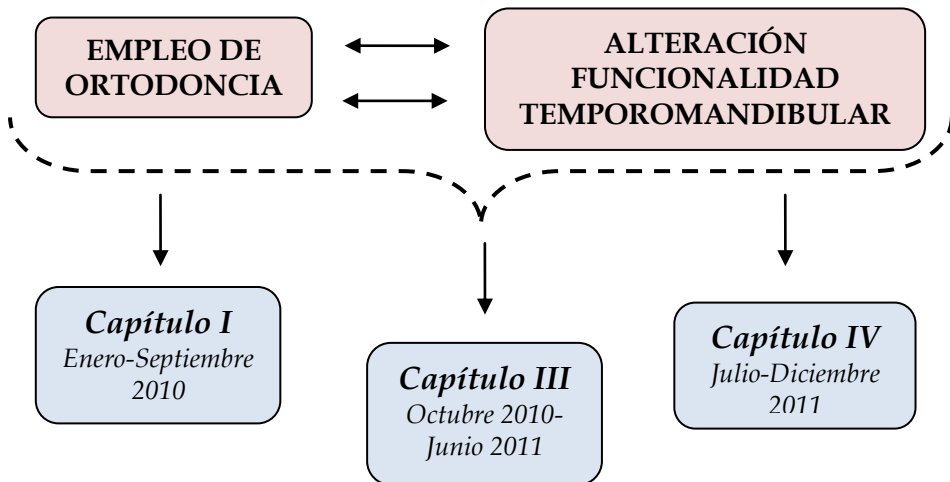 EMPLEO DE
ORTODONCIA
ALTERACIÓN
FUNCIONALIDAD
TEMPOROMANDIBULAR
Capítulo I
Enero-Septiembre
2010
Capítulo III
Octubre 2010-
Junio 2011
Capítulo IV
Julio-Diciembre
2011